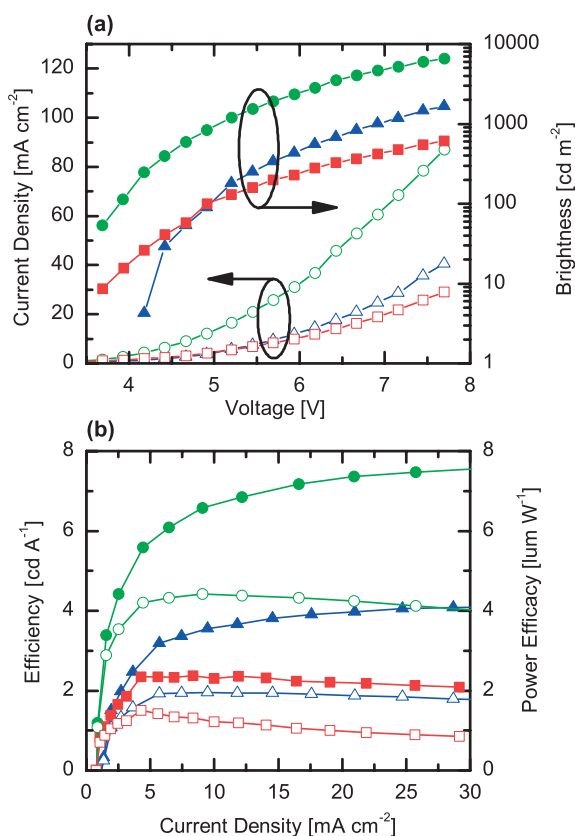 (a)
120
100
80
60
40
20
0
Current Density [mA cm-2]
10000
1000
100
10
1
Brightness [cd m-2]
4 5 6 7 8
Voltage [V]
(b)
8
6
4
2
0
Efficiency [cd A-1]
8
6
4
2
0
Power Efficacy [lum W-1]
0 5 10 15 20 25 30
Current Density [mA cm-2]